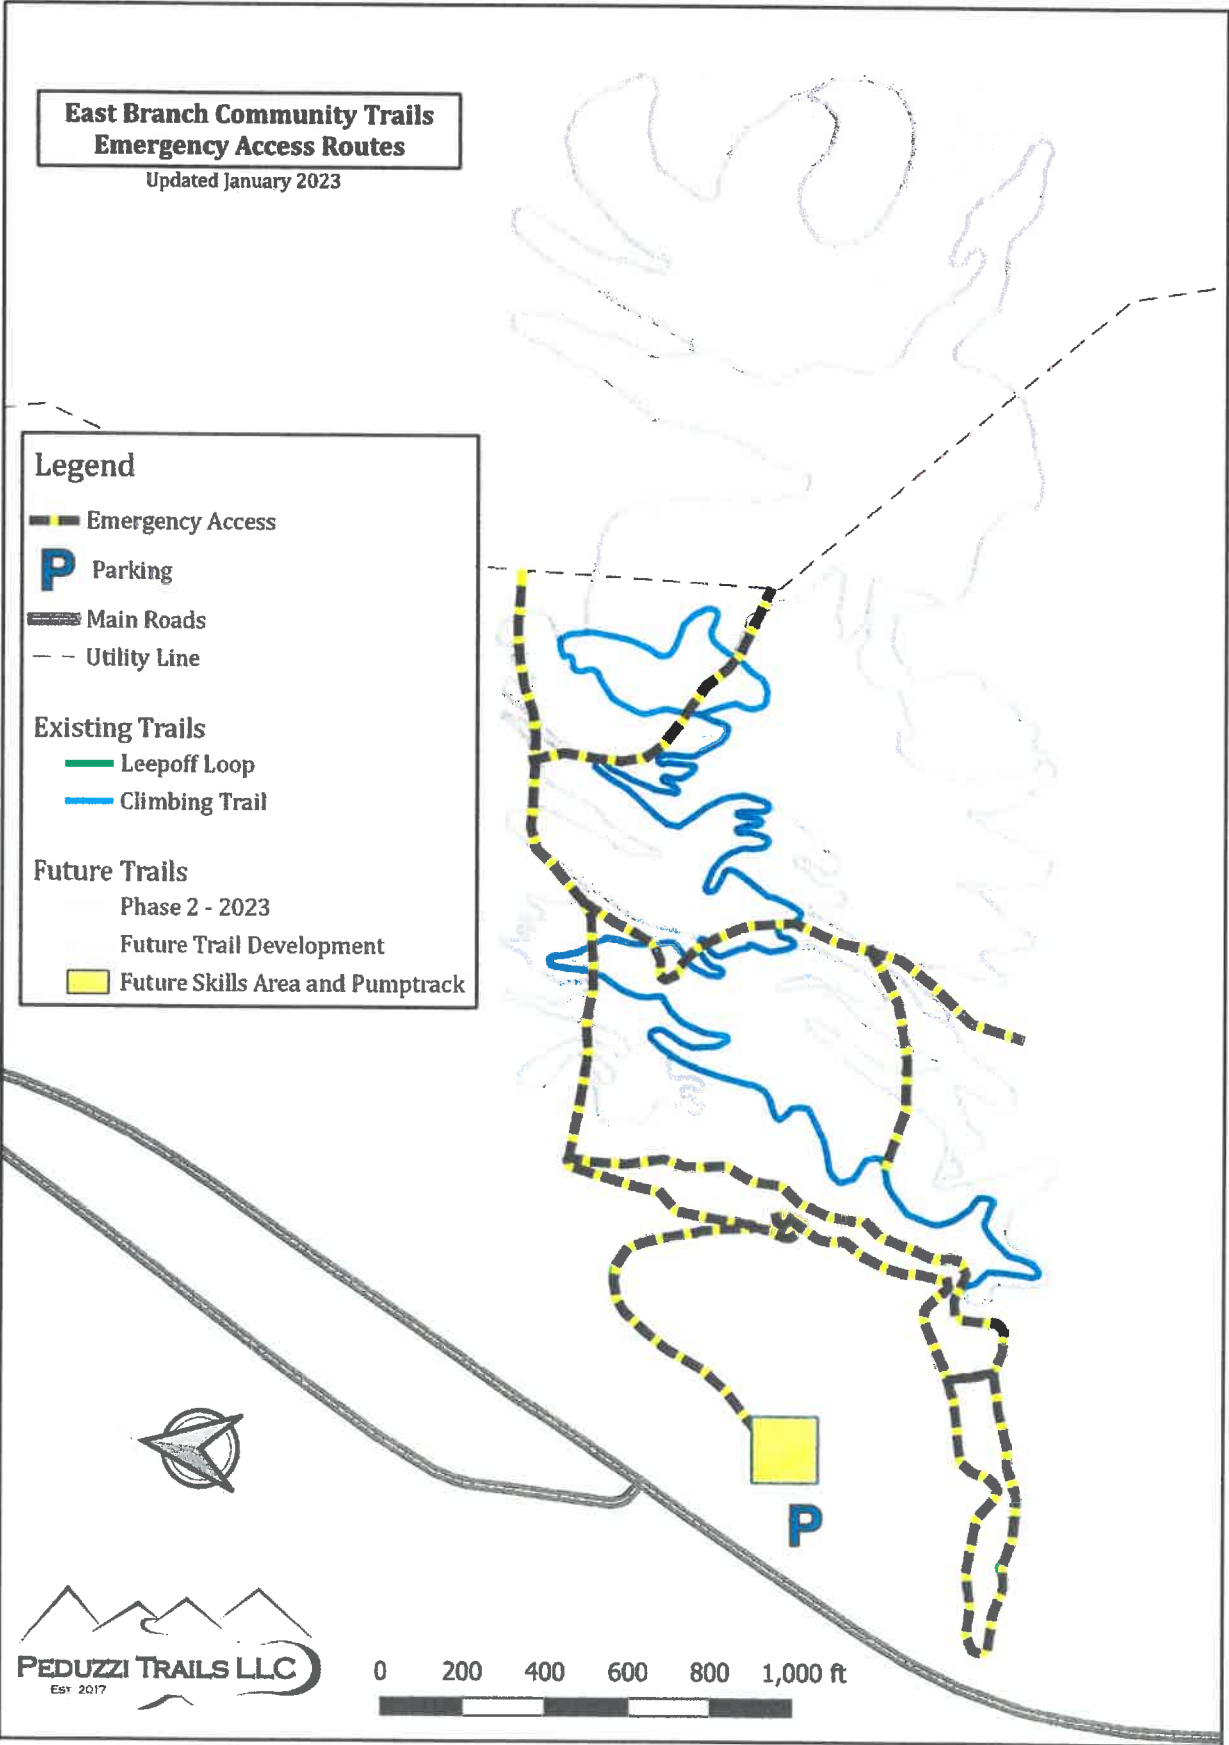 East Branch Community Trails
Emergency Access Routes
Updated January 2023
Legend
Emergency Access
P Parking
Main Roads
Utility Line
Existing Trails
Leepoff Loop
Climbing Trail
Future Trails
Phase 2 - 2023
Future Trail Development
Future Skills Area and Pumptrack
P
PEDUZZI TRAILS LLC
EST 2017
0 200 400 600 800 1,000 ft